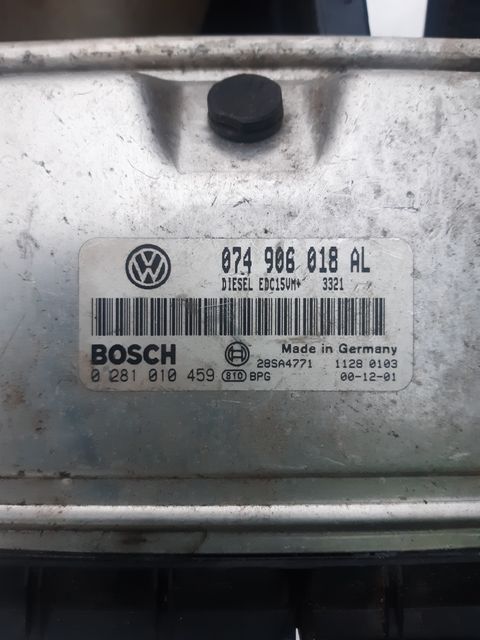 074 906 018 AL
DIESEL EDC15VM+ 3321
BOSCH Made in Germany
28SA4771 1128 0103
0 281 010 459 810 BPG 00-12-01